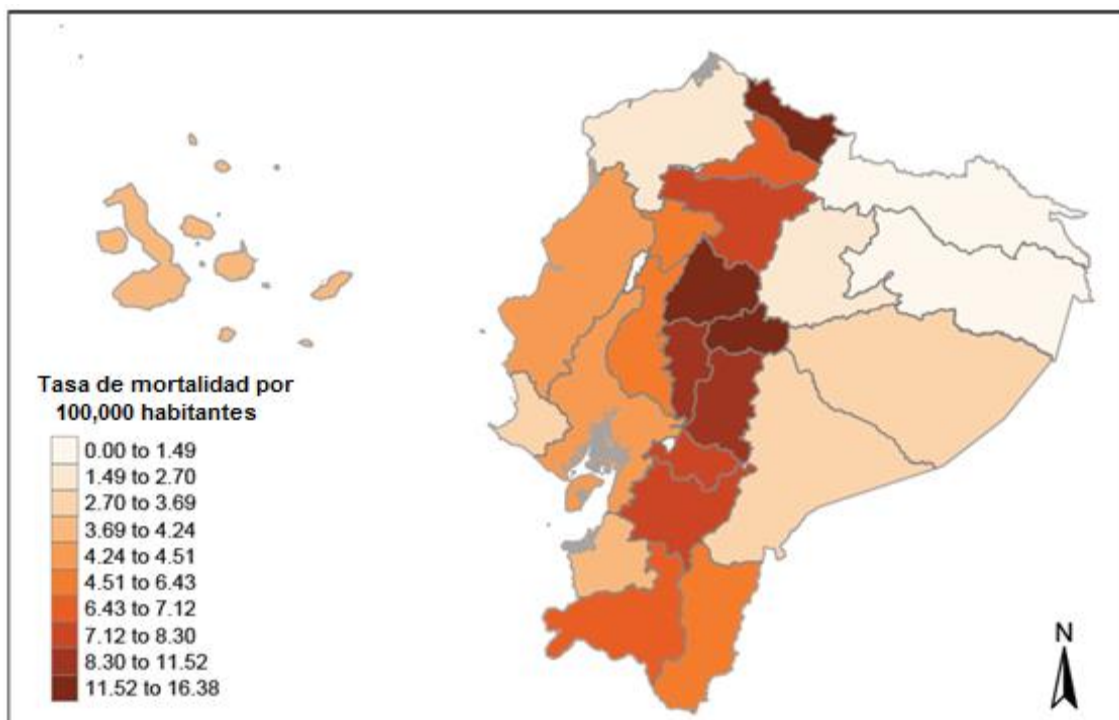 N
Tasa de mortalidad por
100,000 habitantes
0.00 to 1.49
1.49 to 2.70
2.70 to 3.69
3.69 to 4.24
4.24 to 4.51
4.51 to 6.43
6.43 to 7.12
7.12 to 8.30
8.30 to 11.52
11.52 to 16.38